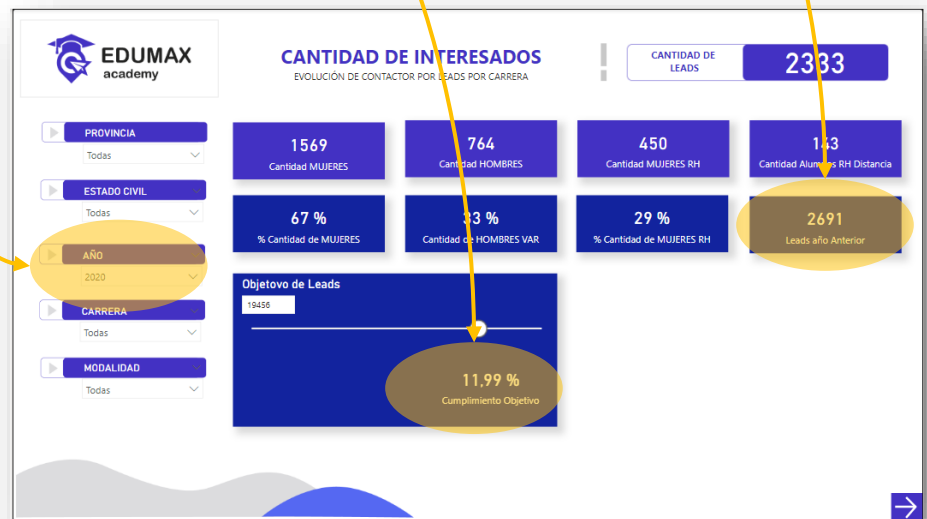 EDUMAX
academy
CANTIDAD DE INTERESADOS
EVOLUCIÓN DE CONTACTOR POR LEADS POR CARRERA
CANTIDAD DE
LEADS
2333
PROVINCIA
Todas
ESTADO CIVIL
Todas
AÑO
2020
CARRERA
Todas
MODALIDAD
Todas
1569
Cantidad MUJERES
764
Cantidad HOMBRES
450
Cantidad MUJERES RH
143
Cantidad Alumnos RH Distancia
67 %
% Cantidad de MUJERES
33 %
Cantidad de HOMBRES VAR
29 %
% Cantidad de MUJERES RH
2691
Leads año Anterior
Objetovo de Leads
19456
11,99 %
Cumplimiento Objetivo